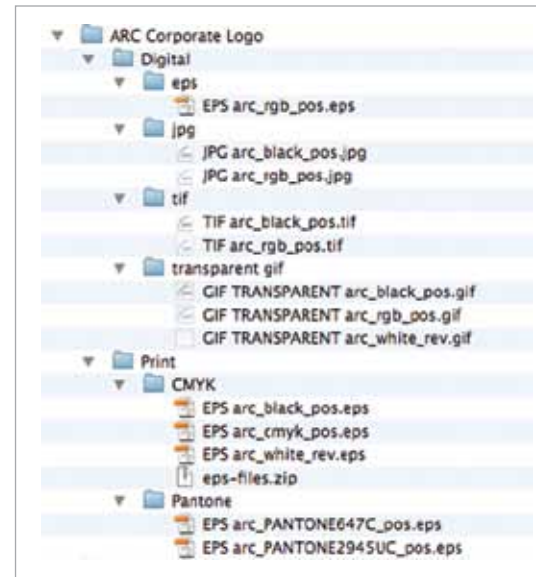 ARC Corporate Logo
Digital
eps
EPS arc_rgb_pos.eps
jpg
JPG arc_black_pos.jpg
JPG arc_rgb_pos.jpg
tif
TIF arc_black_pos.tif
TIF arc_rgb_pos.tif
transparent gif
GIF TRANSPARENT arc_black_pos.gif
GIF TRANSPARENT arc_rgb_pos.gif
GIF TRANSPARENT arc_white_rev.gif
Print
CMYK
EPS arc_black_pos.eps
EPS arc_cmyk_pos.eps
EPS arc_white_rev.eps
eps-files.zip
Pantone
EPS arc_PANTONE647C_pos.eps
EPS arc_PANTONE2945UC_pos.eps